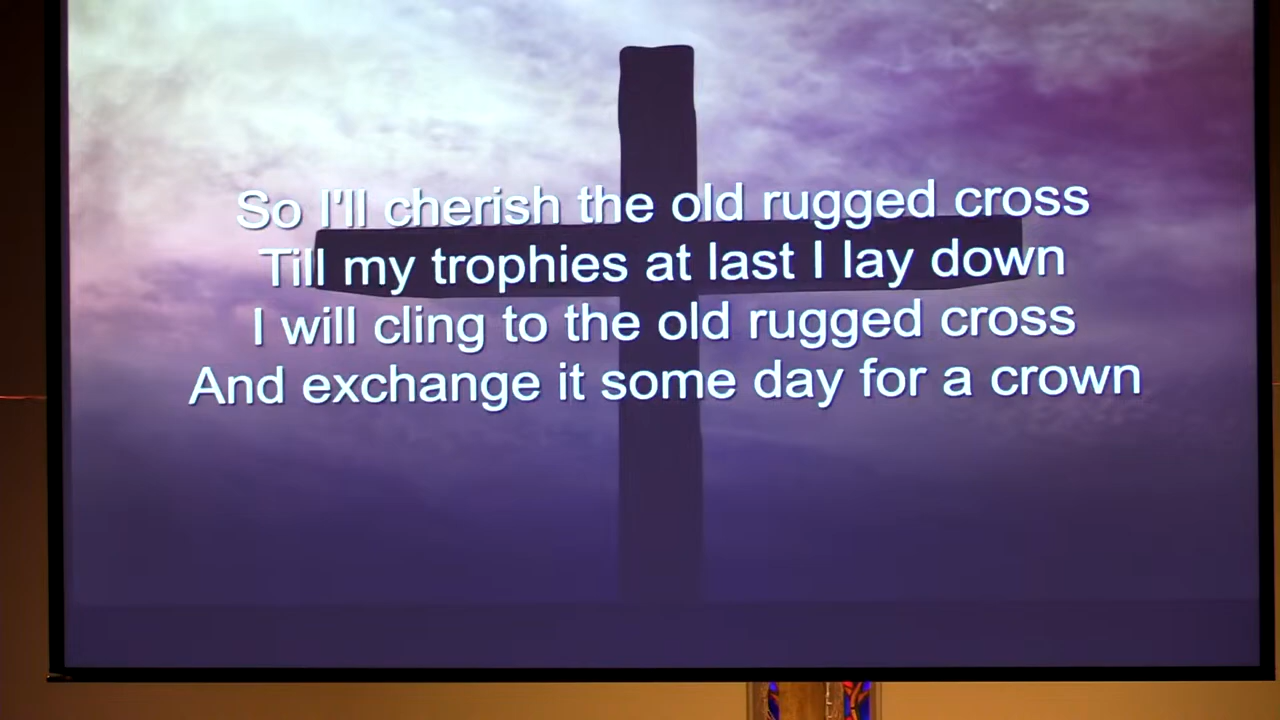 So I'll cherish the old rugged cross
Till my trophies at last I lay down
I will cling to the old rugged cross
And exchange it some day for a crown